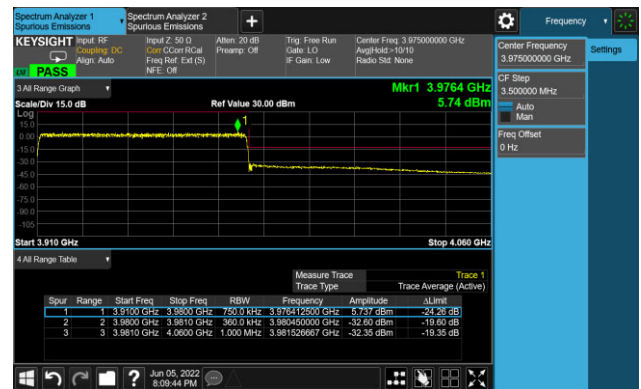 Spectrum Analyzer 1
Spurious Emissions
Spectrum Analyzer 2
Spurious Emissions
Frequency
KEYSIGHT
Input: RF
Coupling: DC
Align: Auto
Input Z: 50 Ω
Corr CCorr RCal
Freq Ref: Ext (S)
NFE: Off
Atten: 20 dB
Preamp: Off
Trig: Free Run
Gate: LO
IF Gain: Low
Center Freq: 3.975000000 GHz
Avg|Hold:>10/10
Radio Std: None
PASS
Center Frequency
3.975000000 GHz
Settings
CF Step
3.500000 MHz
Auto
Man
Freq Offset
0 Hz
3 All Range Graph
Scale/Div 15.0 dB
Ref Value 30.00 dBm
Mkr1 3.9764 GHz
5.74 dBm
Log
15.0
0.00
-15.0
-30.0
-45.0
-60.0
-75.0
-90.0
-105
1
Start 3.910 GHz
Stop 4.060 GHz
4 All Range Table
Measure Trace Trace 1
Trace Type Trace Average (Active)
Spur Range Start Freq Stop Freq RBW Frequency Amplitude ΔLimit
1 1 3.9100 GHz 3.9800 GHz 750.0 kHz 3.976412500 GHz 5.737 dBm -24.26 dB
2 2 3.9800 GHz 3.9810 GHz 360.0 kHz 3.980450000 GHz -32.60 dBm -19.60 dB
3 3 3.9810 GHz 4.0600 GHz 1.000 MHz 3.981526667 GHz -32.35 dBm -19.35 dB
Jun 05, 2022
8:09:44 PM